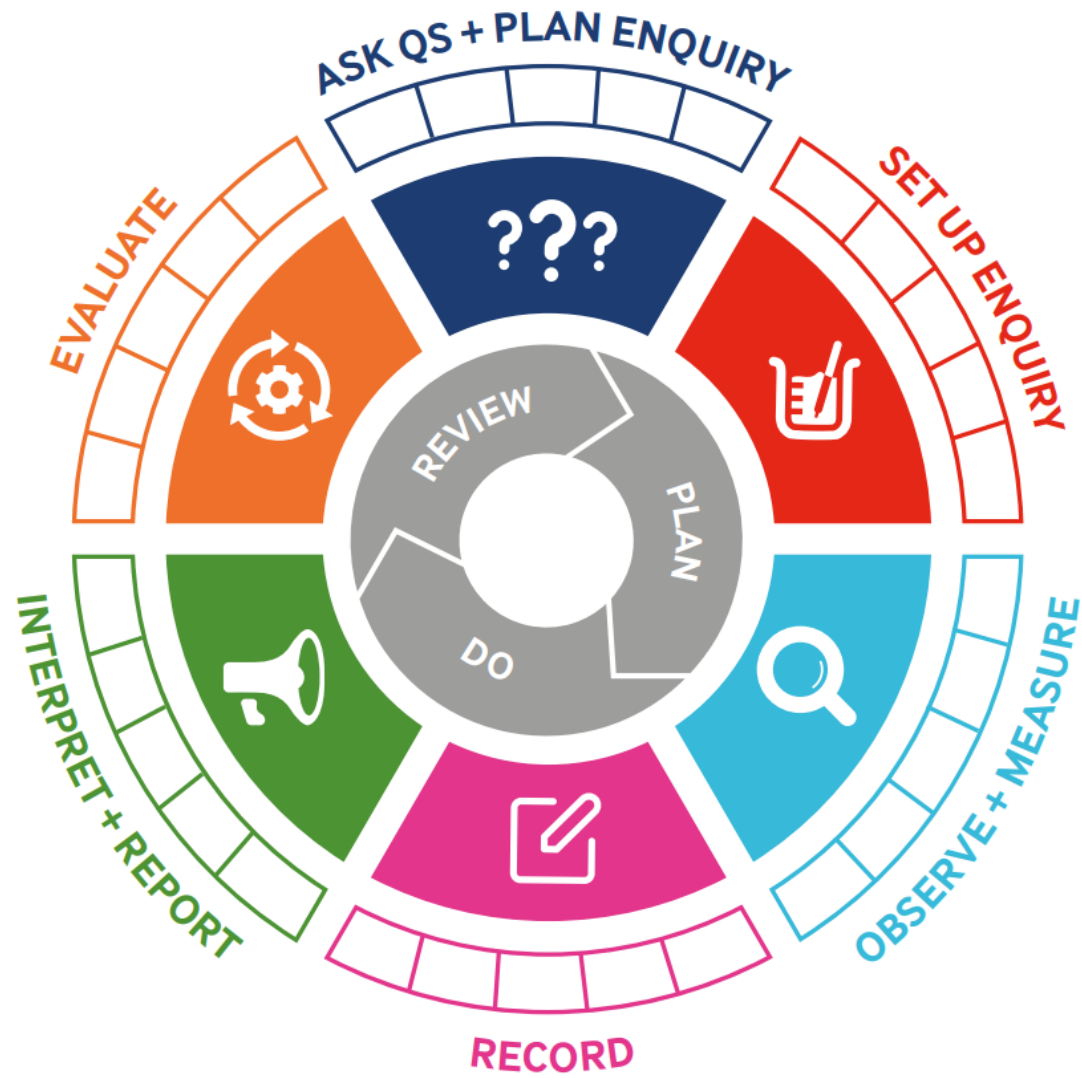 ASK QS + PLAN ENQUIRY
SET UP ENQUIRY
OBSERVE + MEASURE
RECORD
INTERPRET + REPORT
EVALUATE
???
REVIEW
PLAN
DO